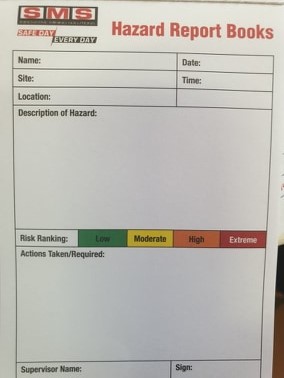 SMS
SAFE DAY
EVERY DAY
Hazard Report Books
Name:
Date:
Site:
Time:
Location:
Description of Hazard:
Risk Ranking: Low Moderate High Extreme
Actions Taken/Required:
Supervisor Name:
Sign: